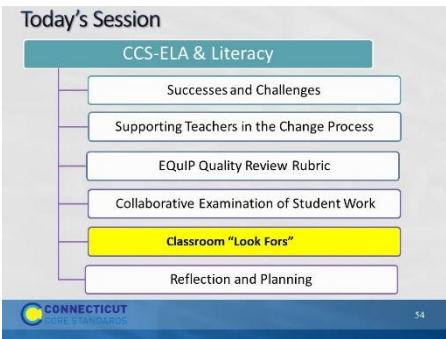 Today's Session
CCS-ELA & Literacy
Successes and Challenges
Supporting Teachers in the Change Process
EQuIP Quality Review Rubric
Collaborative Examination of Student Work
Classroom “Look Fors”
Reflection and Planning
CONNECTICUT
CORE STANDARDS
54